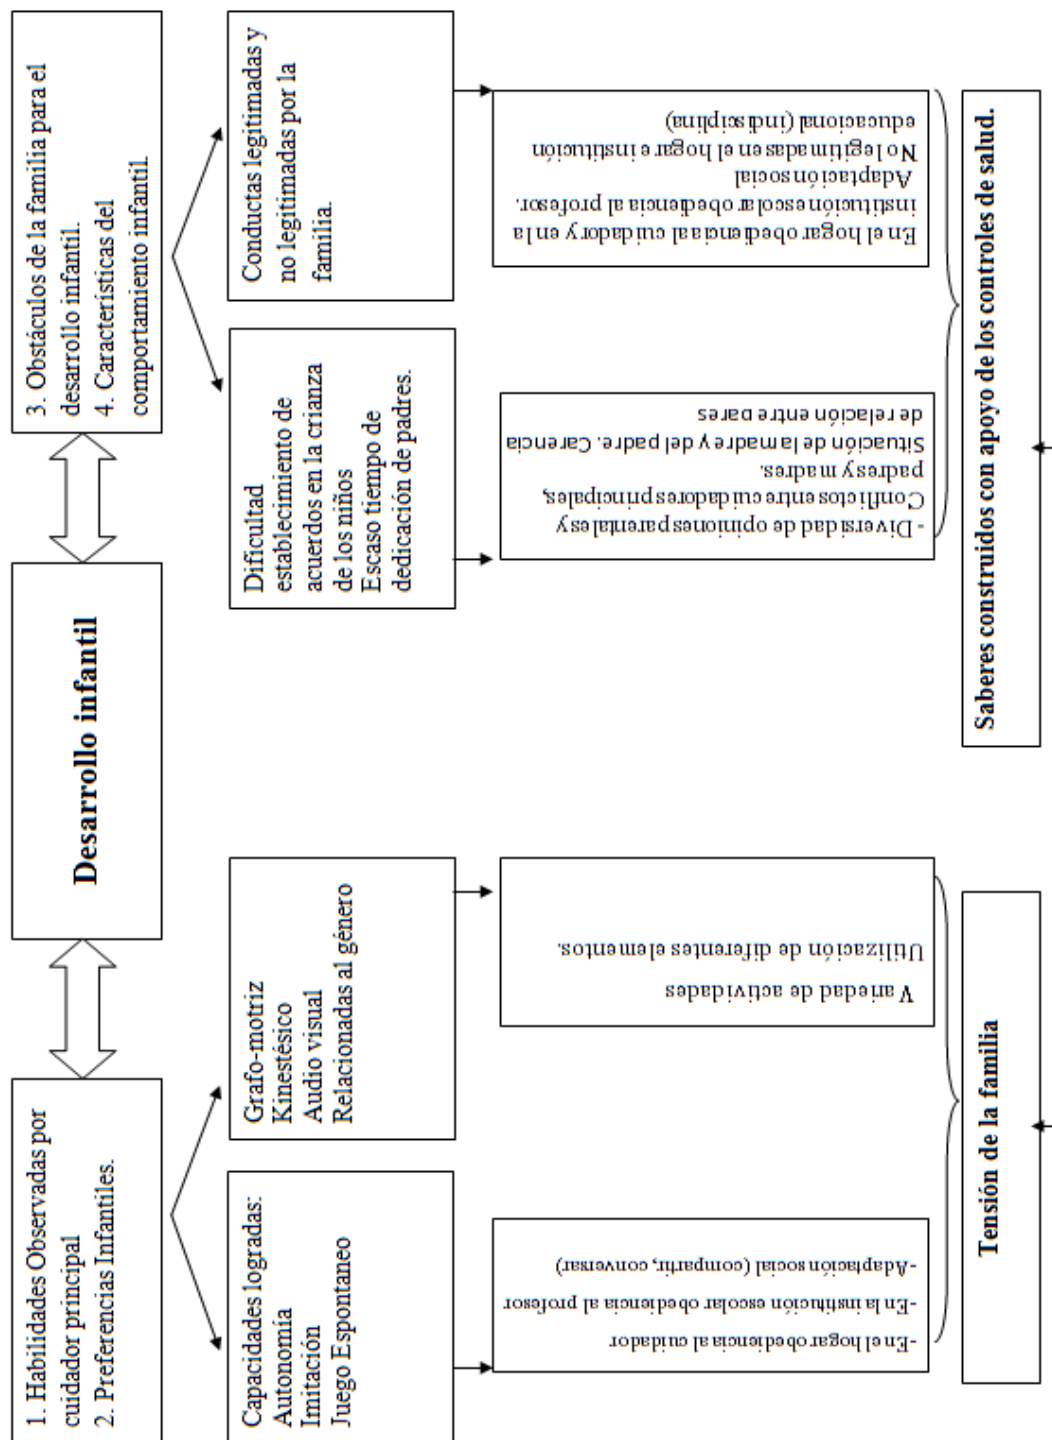 Desarrollo infantil
1. Habilidades Observadas por
cuidador principal
2. Preferencias Infantiles.
3. Obstáculos de la familia para el
desarrollo infantil.
4. Características del
comportamiento infantil.
Capacidades logradas:
Autonomía
Imitación
Juego Espontaneo
Grafo-motriz
Kinestésico
Audio visual
Relacionadas al género
Dificultad
establecimiento de
acuerdos en la crianza
de los niños
Escaso tiempo de
dedicación de padres.
Conductas legitimadas y
no legitimadas por la
familia.
-En el hogar obediencia al cuidador
-En la institución escolar obediencia al profesor
-Adaptación social (compartir, conversar)
Variedad de actividades
Utilización de diferentes elementos.
- Diversidad de opiniones parentales y
Conflictos entre cuidadores principales,
padres y madres.
Situación de la madre y del padre. Carencia
de relación entre pares
En el hogar obediencia al cuidador y en la
institución escolar obediencia al profesor.
Adaptación social
No legitimadas en el hogar e institución
educacional (indisciplina)
Tensión de la familia
Saberes construidos con apoyo de los controles de salud.